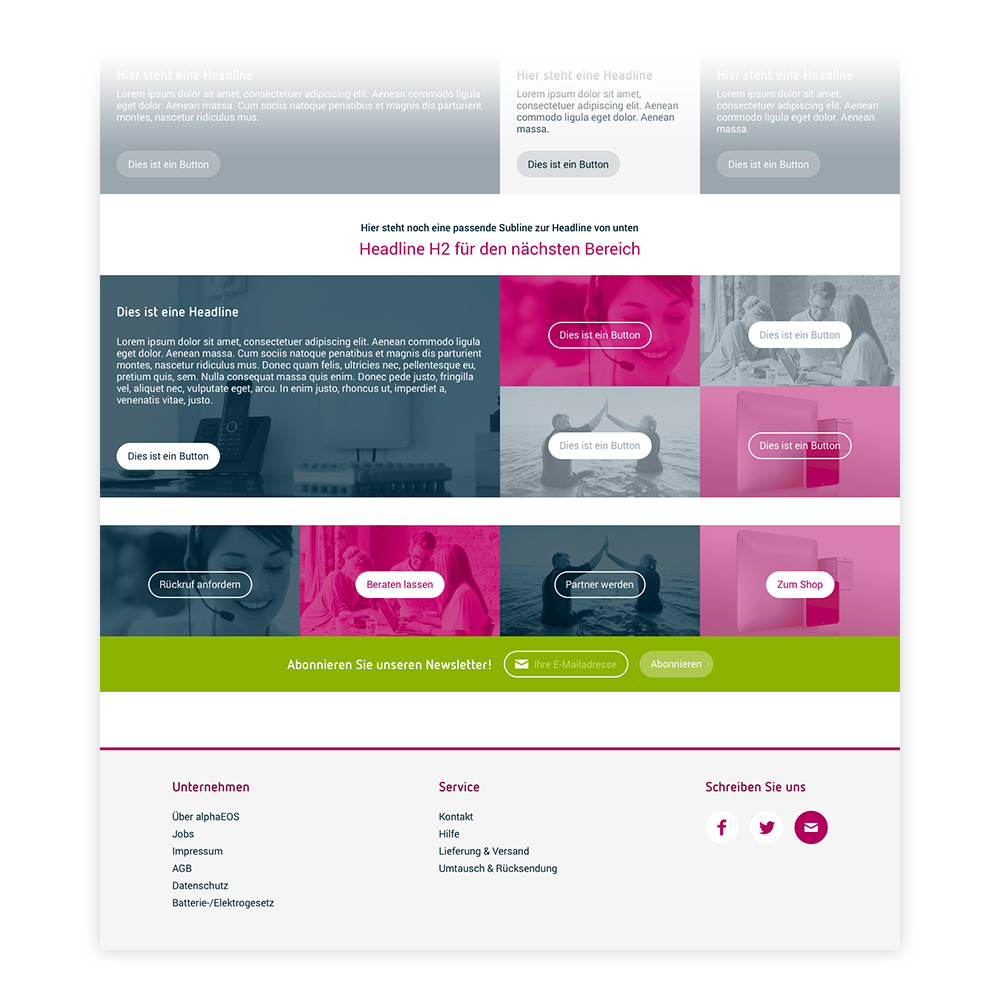 Hier steht eine Headline
Lorem ipsum dolor sit amet, consectetuer adipiscing elit. Aenean commodo ligula
eget dolor. Aenean massa. Cum sociis natoque penatibus et magnis dis parturient
montes, nascetur ridiculus mus.
Dies ist ein Button
Hier steht eine Headline
Lorem ipsum dolor sit amet,
consectetuer adipiscing elit. Aenean
commodo ligula eget dolor. Aenean
massa.
Dies ist ein Button
Hier steht eine Headline
Lorem ipsum dolor sit amet,
consectetuer adipiscing elit. Aenean
commodo ligula eget dolor. Aenean
massa.
Dies ist ein Button
Hier steht noch eine passende Subline zur Headline von unten
Headline H2 für den nächsten Bereich
Dies ist eine Headline
Lorem ipsum dolor sit amet, consectetuer adipiscing elit. Aenean commodo ligula
eget dolor. Aenean massa. Cum sociis natoque penatibus et magnis dis parturient
montes, nascetur ridiculus mus. Donec quam felis, ultricies nec, pellentesque eu,
pretium quis, sem. Nulla consequat massa quis enim. Donec pede justo, fringilla
vel, aliquet nec, vulputate eget, arcu. In enim justo, rhoncus ut, imperdiet a,
venenatis vitae, justo.
Dies ist ein Button
Dies ist ein Button
Dies ist ein Button
Dies ist ein Button
Dies ist ein Button
Rückruf anfordern
Beraten lassen
Partner werden
Zum Shop
Abonnieren Sie unseren Newsletter!
Ihre E-Mailadresse
Abonnieren
Unternehmen
Über alphaEOS
Jobs
Impressum
AGB
Datenschutz
Batterie-/Elektrogesetz
Service
Kontakt
Hilfe
Lieferung & Versand
Umtausch & Rücksendung
Schreiben Sie uns